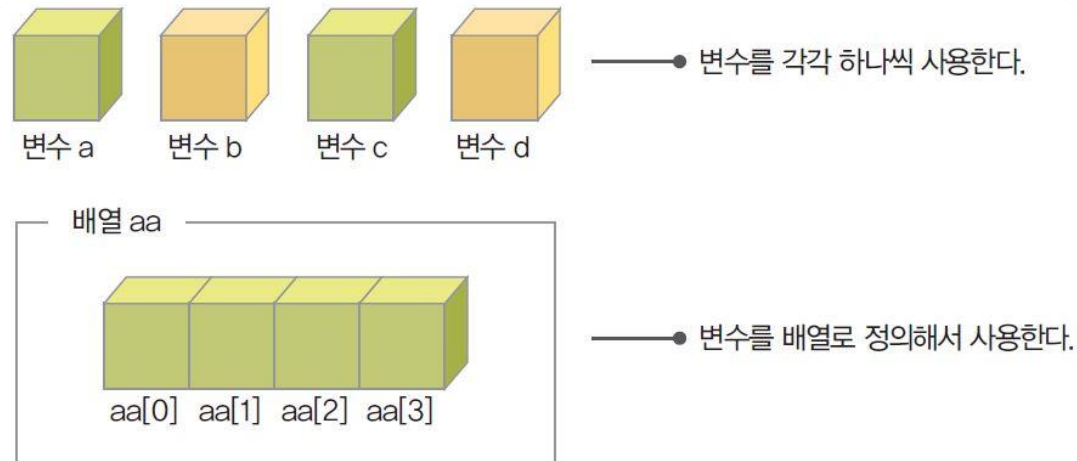 변수를 각각 하나씩 사용한다.
변수 a 변수 b 변수 c 변수 d
배열 aa
변수를 배열로 정의해서 사용한다.
aa[0] aa[1] aa[2] aa[3]